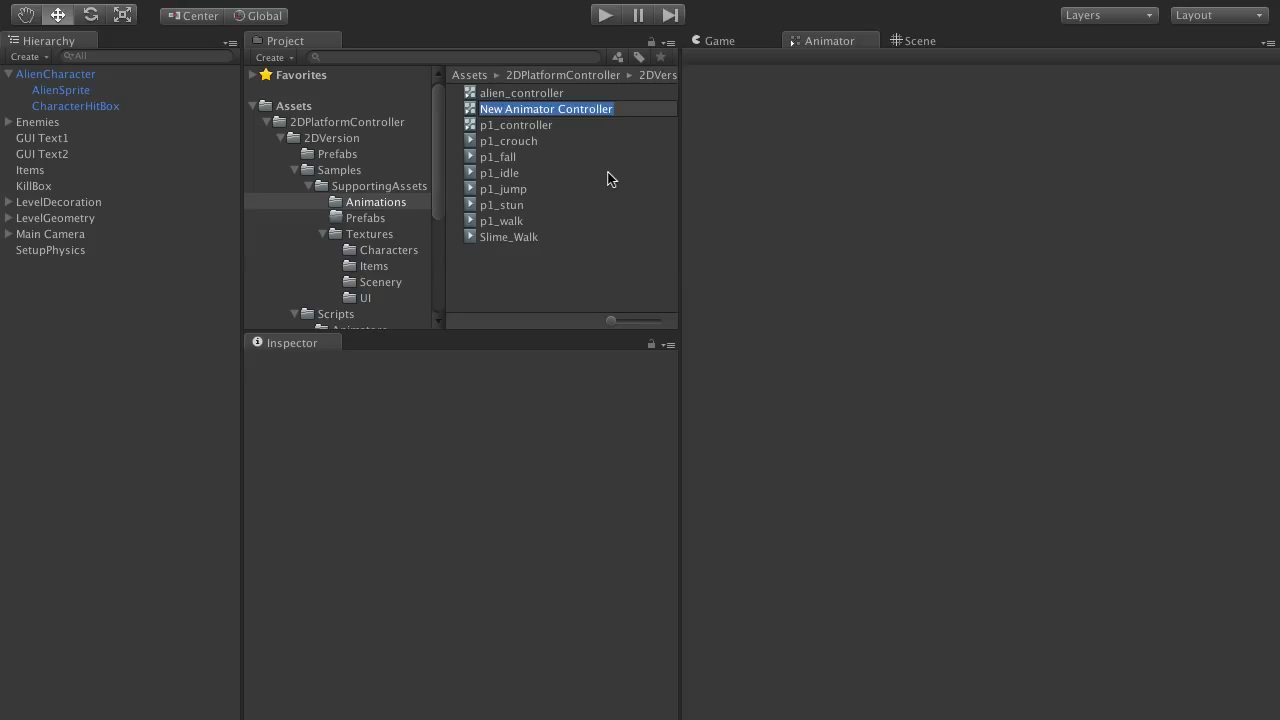 Center Global Layers Layout
Hierarchy
Create All
AlienCharacter
AlienSprite
CharacterHitBox
Enemies
GUI Text1
GUI Text2
Items
KillBox
LevelDecoration
LevelGeometry
Main Camera
SetupPhysics
Project
Create
Favorites
Assets
2DPlatformController
2DVersion
Prefabs
Samples
SupportingAssets
Animations
Prefabs
Textures
Characters
Items
Scenery
UI
Scripts
Assets 2DPlatformController 2DVers
alien_controller
New Animator Controller
p1_controller
p1_crouch
p1_fall
p1_idle
p1_jump
p1_stun
p1_walk
Slime_Walk
Inspector
Game Animator Scene